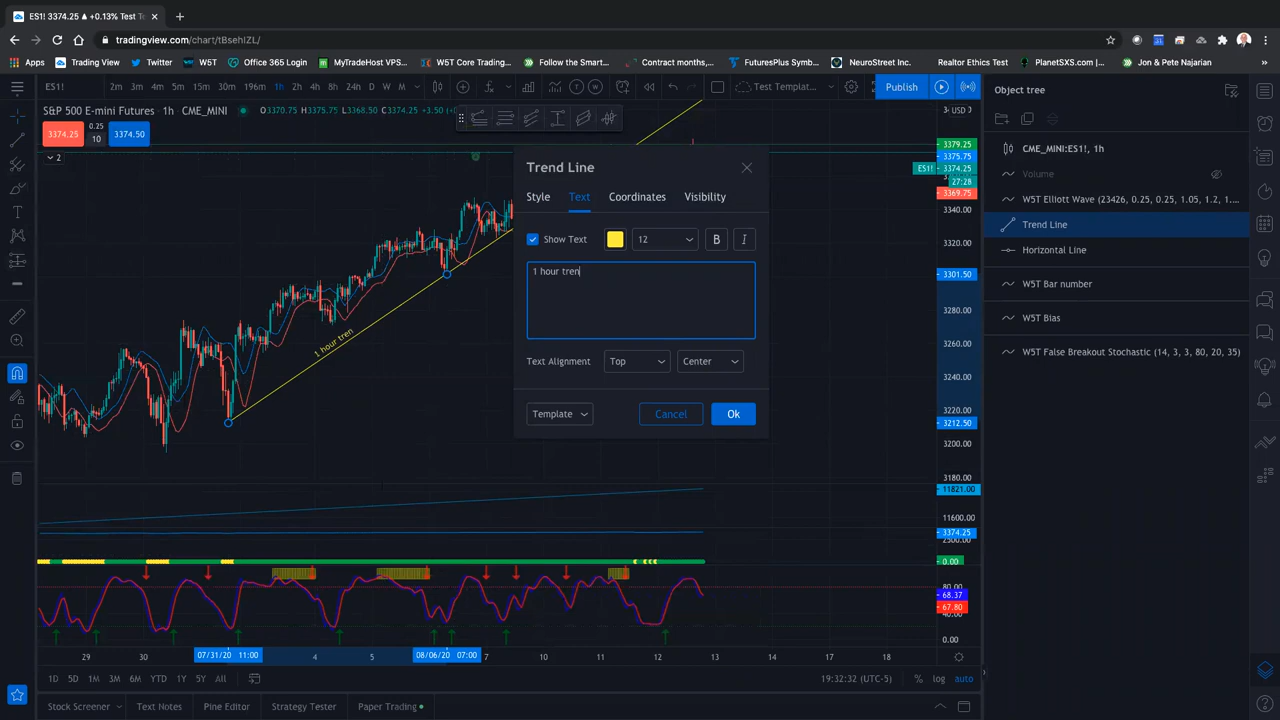 ES1! 3374.25 ▲ +0.13% Test Te
tradingview.com/chart/tBsehIZL/
Apps Trading View Twitter W5T Office 365 Login MyTradeHost VPS... W5T Core Trading... Follow the Smart... Contract months,... FuturesPlus Symb... NeuroStreet Inc. Realtor Ethics Test PlanetSXS.com |... Jon & Pete Najarian
ES1! 2m 3m 4m 5m 15m 30m 196m 1h 2h 4h 8h 24h D W M Test Templat... Publish
Object tree
S&P 500 E-mini Futures · 1h · CME_MINI O3370.75 H3375.75 L3368.50 C3374.25 +3.50
USD
3374.25 0.25 10 3374.50
2
Trend Line
Style Text Coordinates Visibility
Show Text 12 B I
1 hour tren
Text Alignment Top Center
Template Cancel Ok
1 hour tren
3379.25
3375.75
ES1! 3374.25
27:28
3369.75
3340.00
3320.00
3301.50
3280.00
3260.00
3240.00
3220.00
3212.50
3200.00
3180.00
11821.00
11600.00
3374.25
0.00
80.00
68.37
67.80
40.00
0.00
CME_MINI:ES1!, 1h
Volume
W5T Elliott Wave (23426, 0.25, 0.25, 1.05, 1.2, 1....
Trend Line
Horizontal Line
W5T Bar number
W5T Bias
W5T False Breakout Stochastic (14, 3, 3, 80, 20, 35)
29 30 07/31/20 11:00 4 5 08/06/20 07:00 7 10 11 12 13 14 17 18
1D 5D 1M 3M 6M YTD 1Y 5Y All 19:32:32 (UTC-5) % log auto
Stock Screener Text Notes Pine Editor Strategy Tester Paper Trading